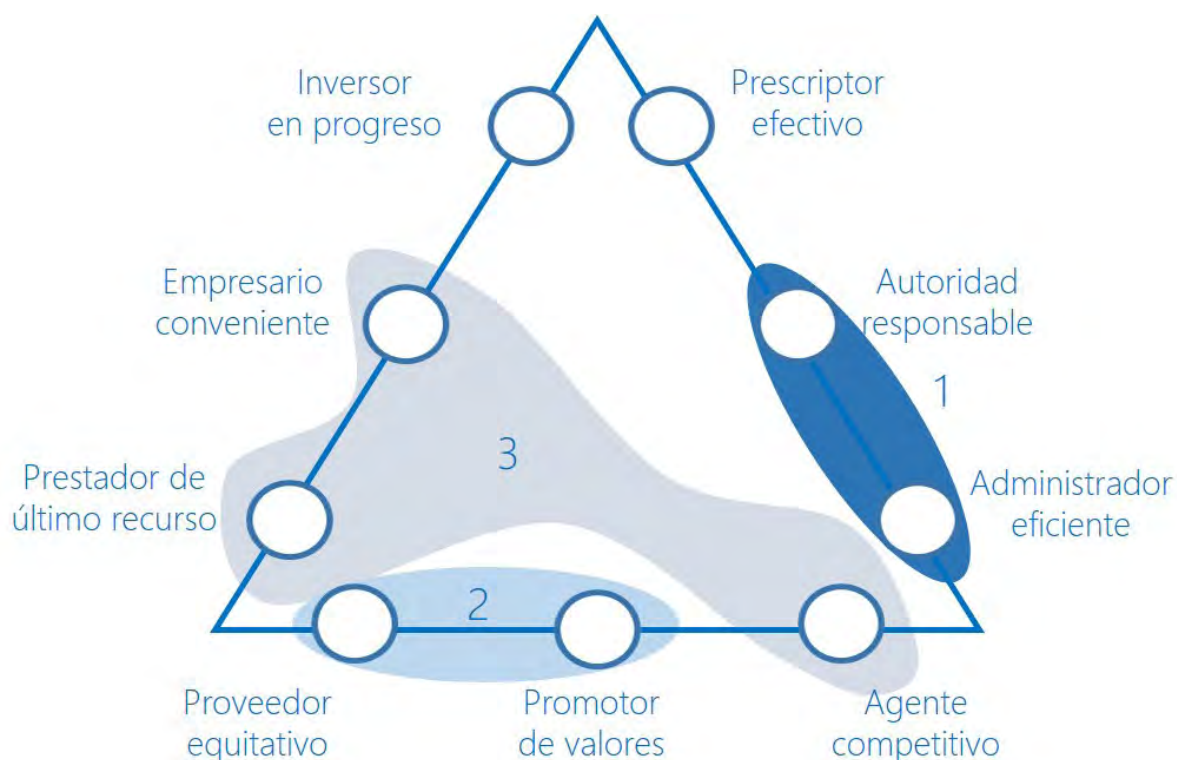 Inversor
en progreso
Prescriptor
efectivo
Empresario
conveniente
Autoridad
responsable
1
3
Prestador de
último recurso
Administrador
eficiente
2
Proveedor
equitativo
Promotor
de valores
Agente
competitivo